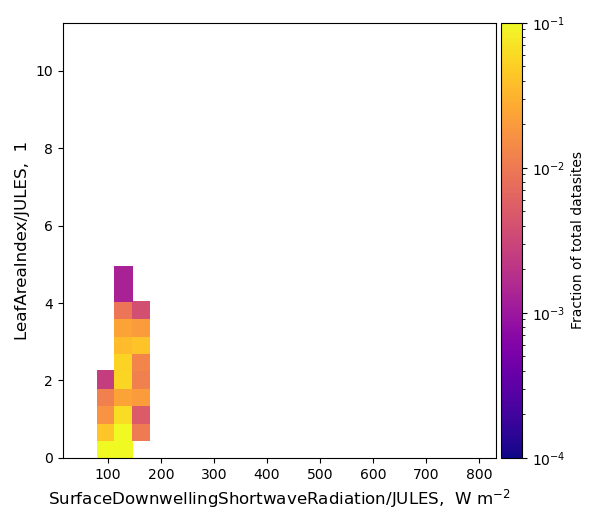 LeafAreaIndex/JULES, 1
10
8
6
4
2
0
100 200 300 400 500 600 700 800
SurfaceDownwellingShortwaveRadiation/JULES, W m⁻²
10⁻¹
10⁻²
10⁻³
10⁻⁴
Fraction of total datasites